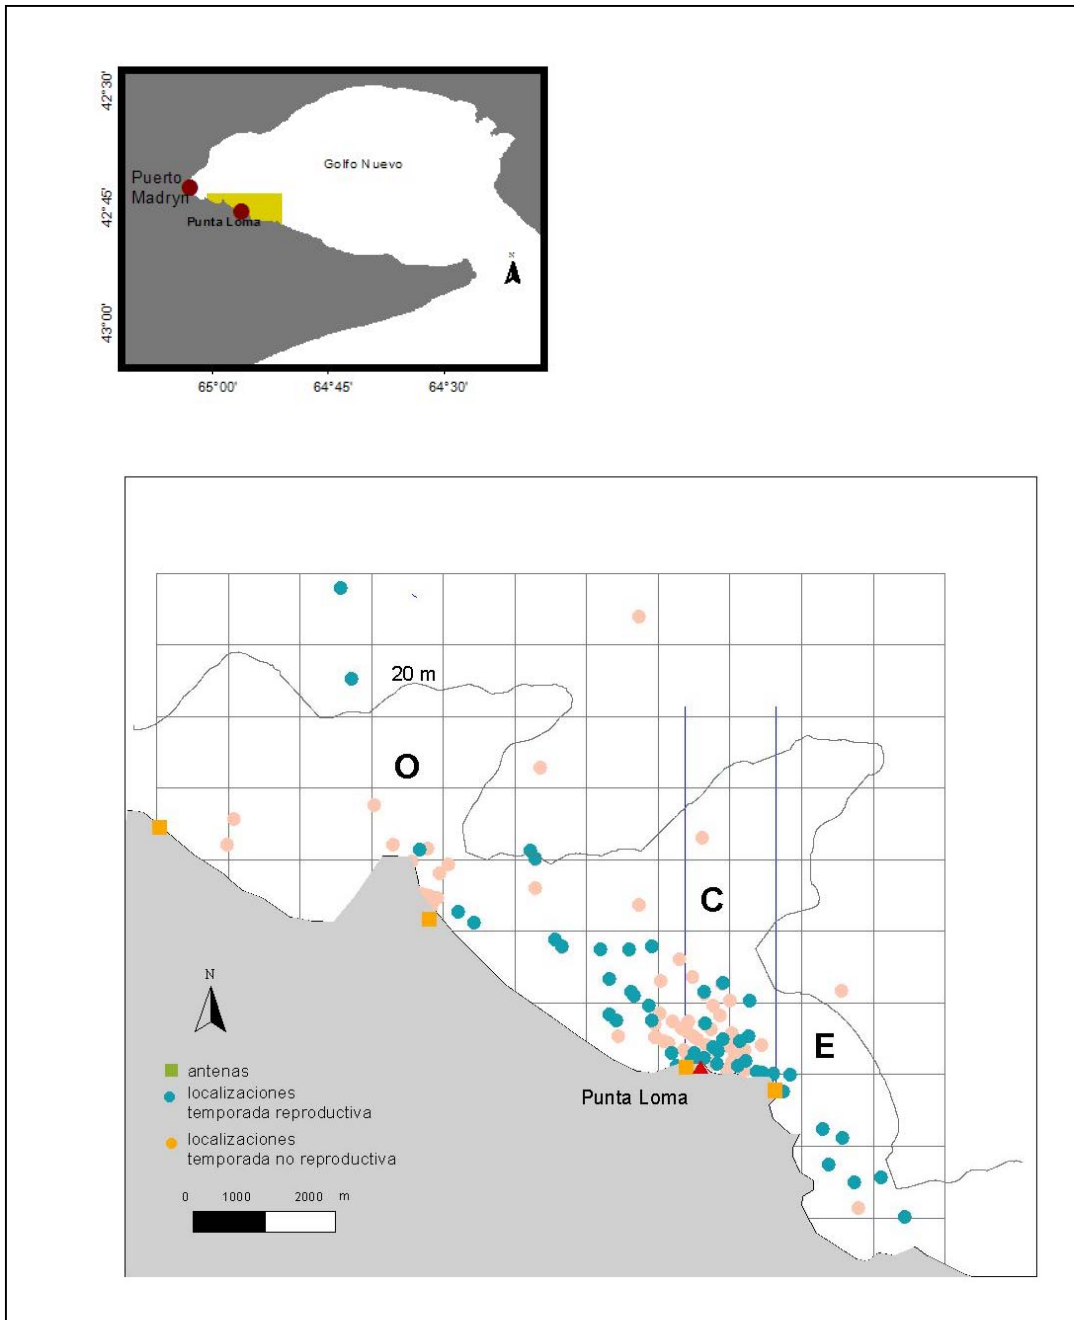 42°30'
42°45'
43°00'
Golfo Nuevo
Puerto
Madryn
Punta Loma
65°00'
64°45'
64°30'
20 m
O
C
E
N
antenas
localizaciones
temporada reproductiva
localizaciones
temporada no reproductiva
0 1000 2000 m
Punta Loma